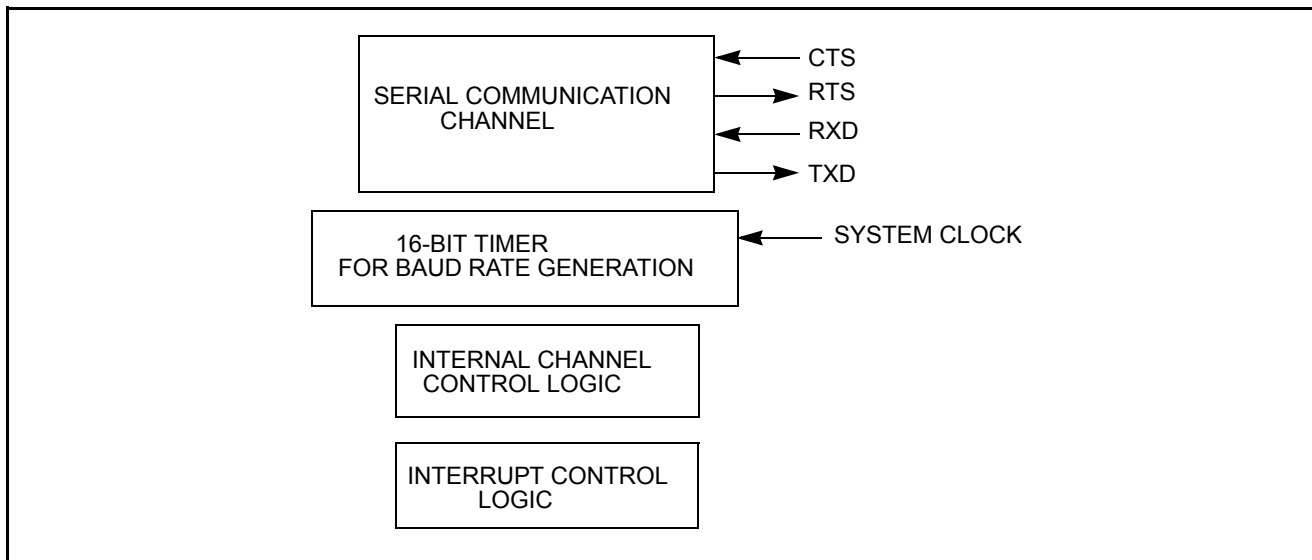 SERIAL COMMUNICATION
CHANNEL
CTS
RTS
RXD
TXD
16-BIT TIMER
FOR BAUD RATE GENERATION
SYSTEM CLOCK
INTERNAL CHANNEL
CONTROL LOGIC
INTERRUPT CONTROL
LOGIC